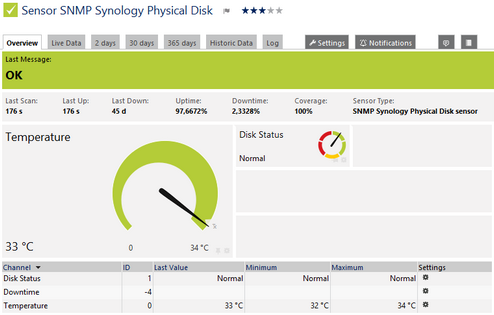 Sensor SNMP Synology Physical Disk
Overview Live Data 2 days 30 days 365 days Historic Data Log Settings Notifications
Last Message:
OK
Last Scan: Last Up: Last Down: Uptime: Downtime: Coverage: Sensor Type:
176 s 176 s 45 d 97,6672% 2,3328% 100% SNMP Synology Physical Disk sensor
Temperature
Disk Status
Normal
33 °C
0 34 °C
Channel ID Last Value Minimum Maximum Settings
Disk Status 1 Normal Normal Normal
Downtime -4
Temperature 0 33 °C 32 °C 34 °C